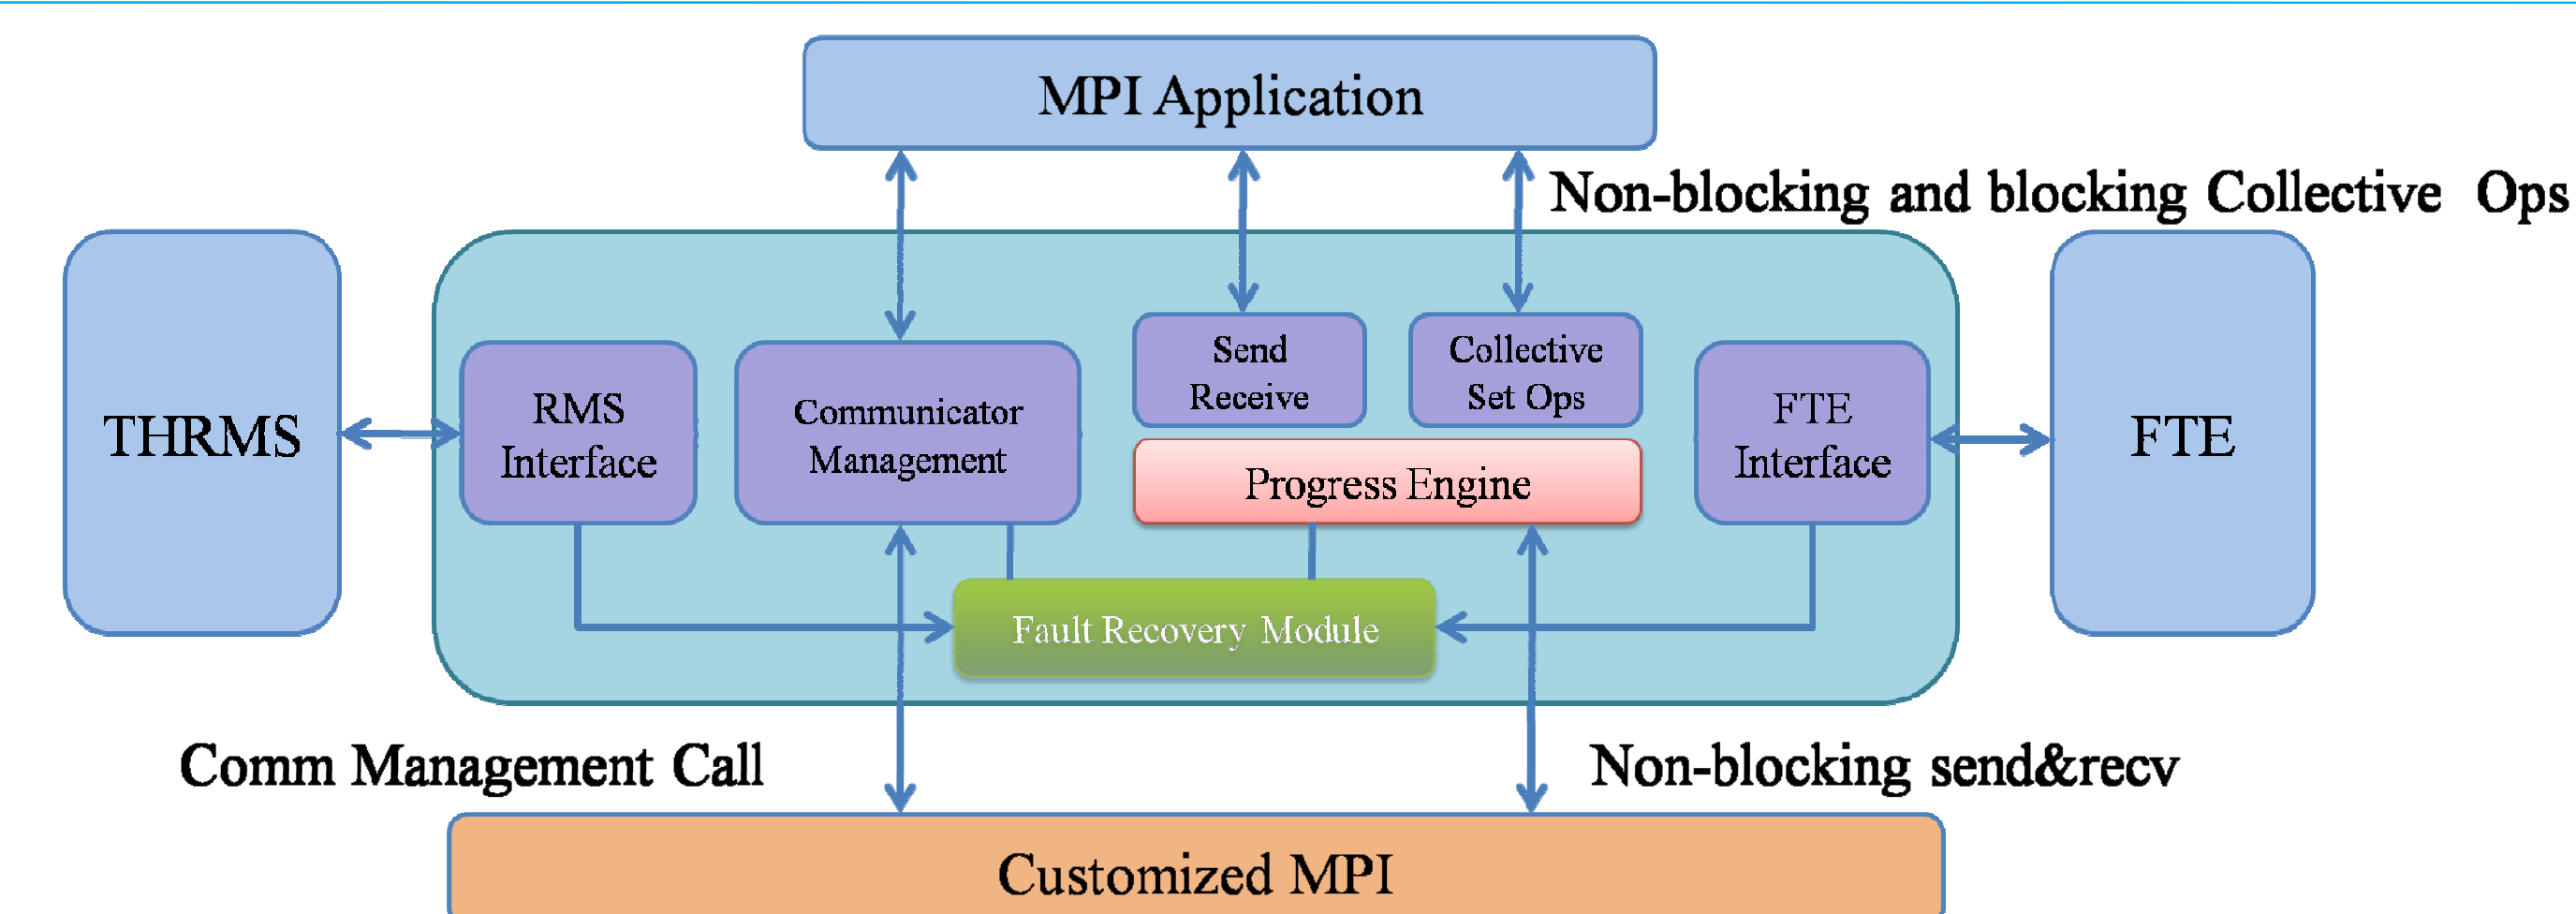 MPI Application
Non-blocking and blocking Collective Ops
THRMS
RMS
Interface
Communicator
Management
Send
Receive
Collective
Set Ops
Progress Engine
FTE
Interface
FTE
Fault Recovery Module
Comm Management Call
Non-blocking send&recv
Customized MPI